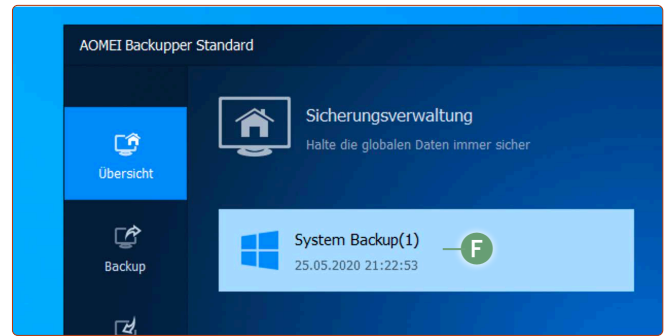 AOMEI Backupper Standard
Sicherungsverwaltung
Halte die globalen Daten immer sicher
Übersicht
System Backup(1)
F
25.05.2020 21:22:53
Backup